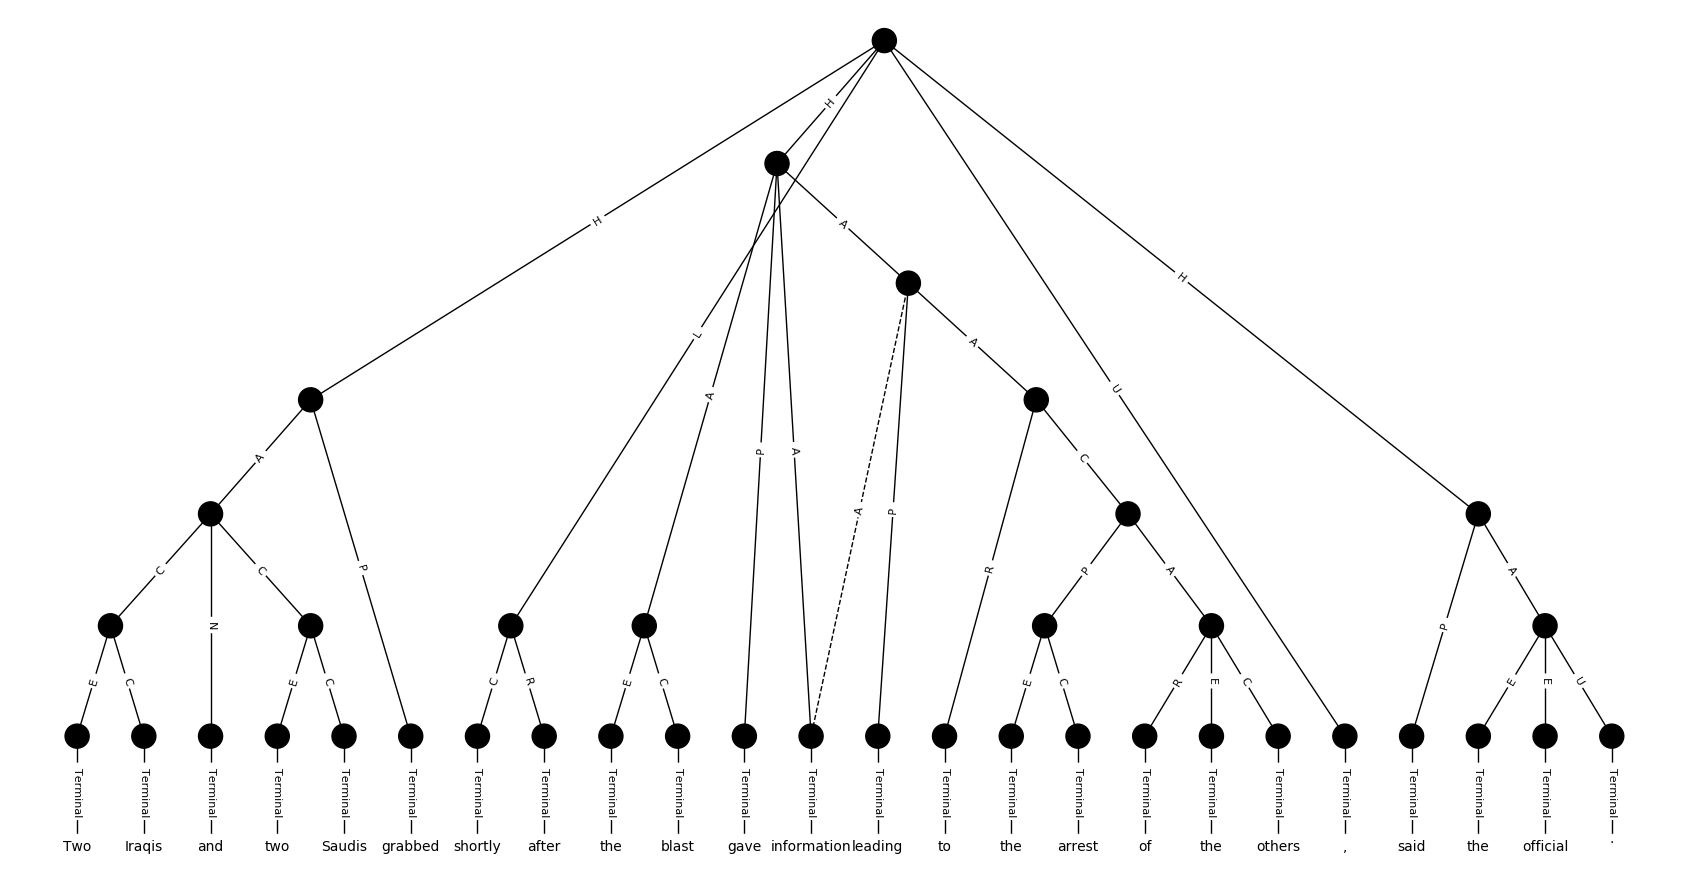 H
H
A
L
A
H
A
A
U
P
A
A
C
A
P
C
N
C
P
R
P
A
P
A
E
C
E
C
C
R
E
C
E
C
R
E
C
E
E
U
Terminal Terminal Terminal Terminal Terminal Terminal Terminal Terminal Terminal Terminal Terminal Terminal Terminal Terminal Terminal Terminal Terminal Terminal Terminal Terminal Terminal Terminal Terminal Terminal
Two Iraqis and two Saudis grabbed shortly after the blast gave information leading to the arrest of the others , said the official .